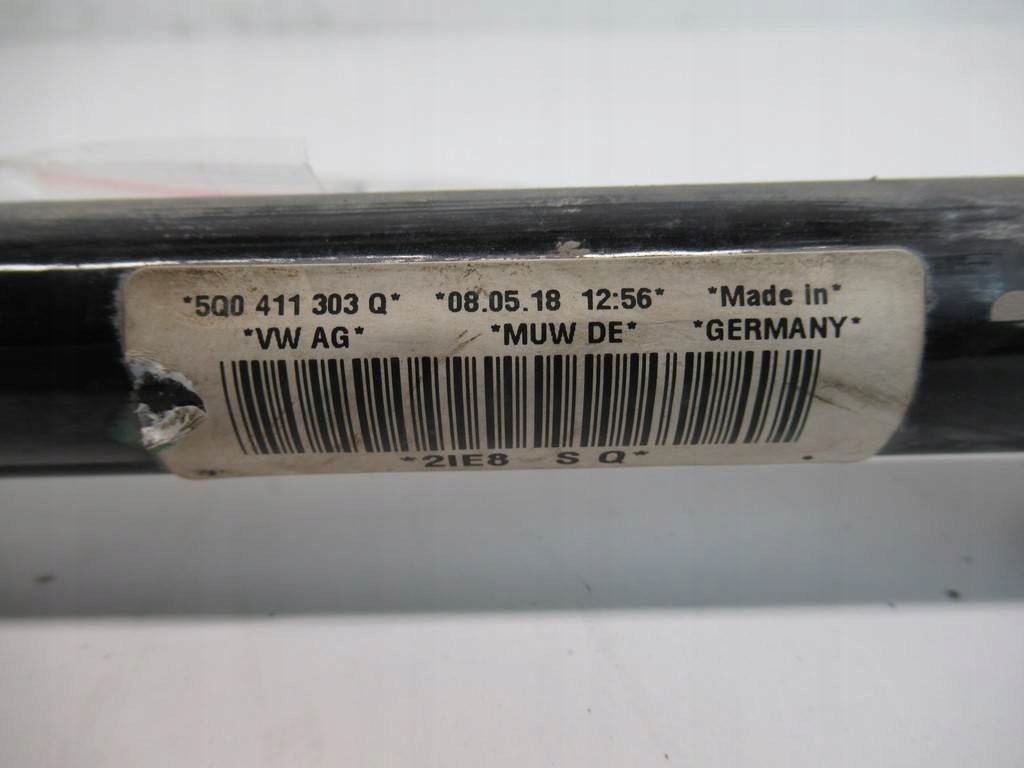 *5Q0 411 303 Q* *08.05.18 12:56* *Made in*
*VW AG* *MUW DE* *GERMANY*
*2IE8 S Q*